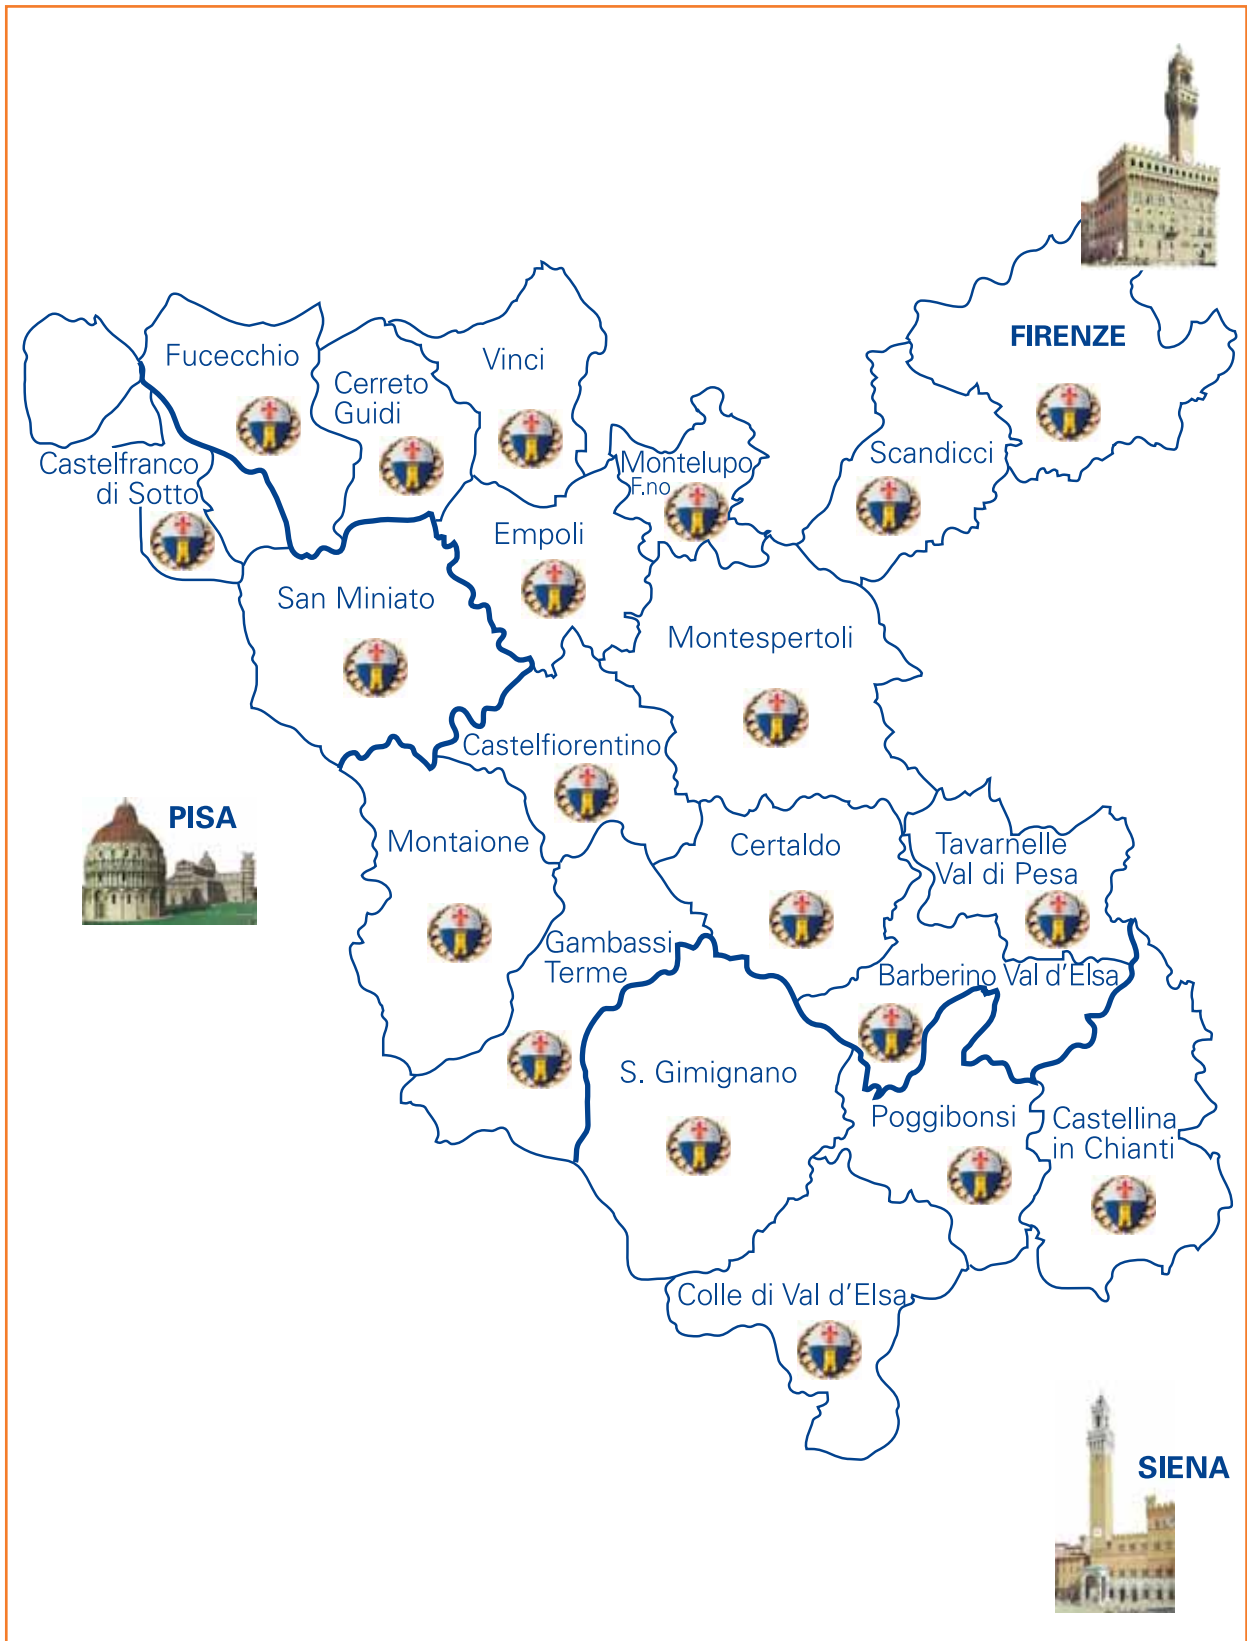 FIRENZE
Fucecchio
Vinci
Cerreto
Guidi
Scandicci
Castelfranco
di Sotto
Montelupo
F.no
Empoli
San Miniato
Montespertoli
Castelfiorentino
PISA
Montaione
Certaldo
Tavarnelle
Val di Pesa
Gambassi
Terme
Barberino Val d'Elsa
S. Gimignano
Poggibonsi
Castellina
in Chianti
Colle di Val d'Elsa
SIENA